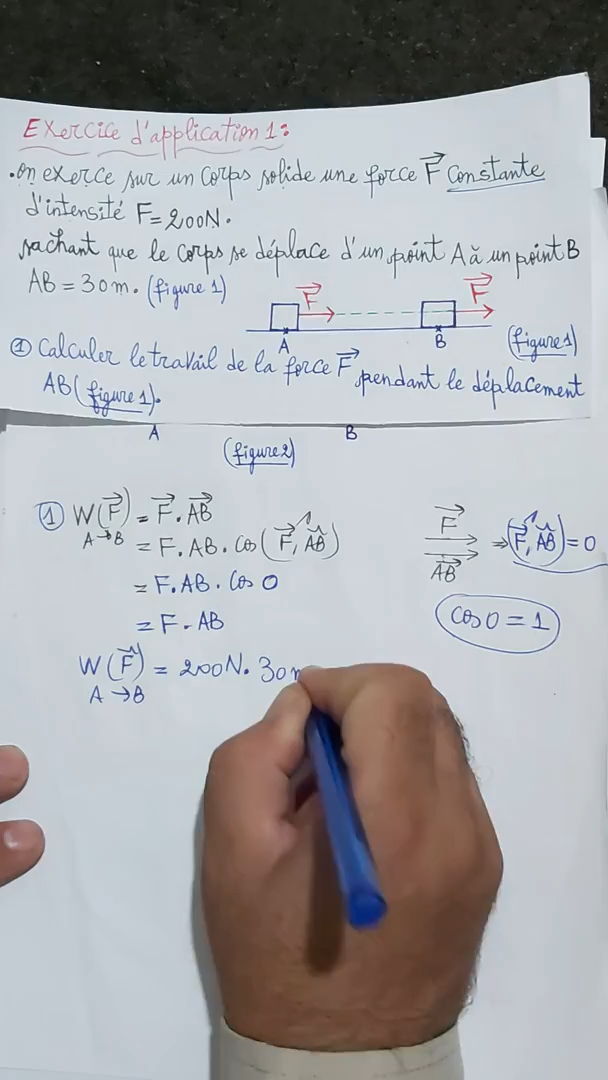 Exercice d'application 1:
.on exerce sur un corps solide une force F⃗ constante
d'intensité F=200N.
sachant que le corps se déplace d'un point A à un point B
AB = 30m. (figure 1)
F⃗ F⃗
A B (figure 1)
① Calculer le travail de la force F⃗ pendant le déplacement
AB (figure 1).
A B
(figure 2)
① W(F⃗) = F⃗ . AB⃗
A→B
= F. AB. cos(F⃗, AB⃗)
= F. AB. Cos 0
= F. AB
W(F⃗) = 200N. 30m
A→B
F⃗
AB⃗
⇒ (F⃗, AB⃗) = 0
cos 0 = 1